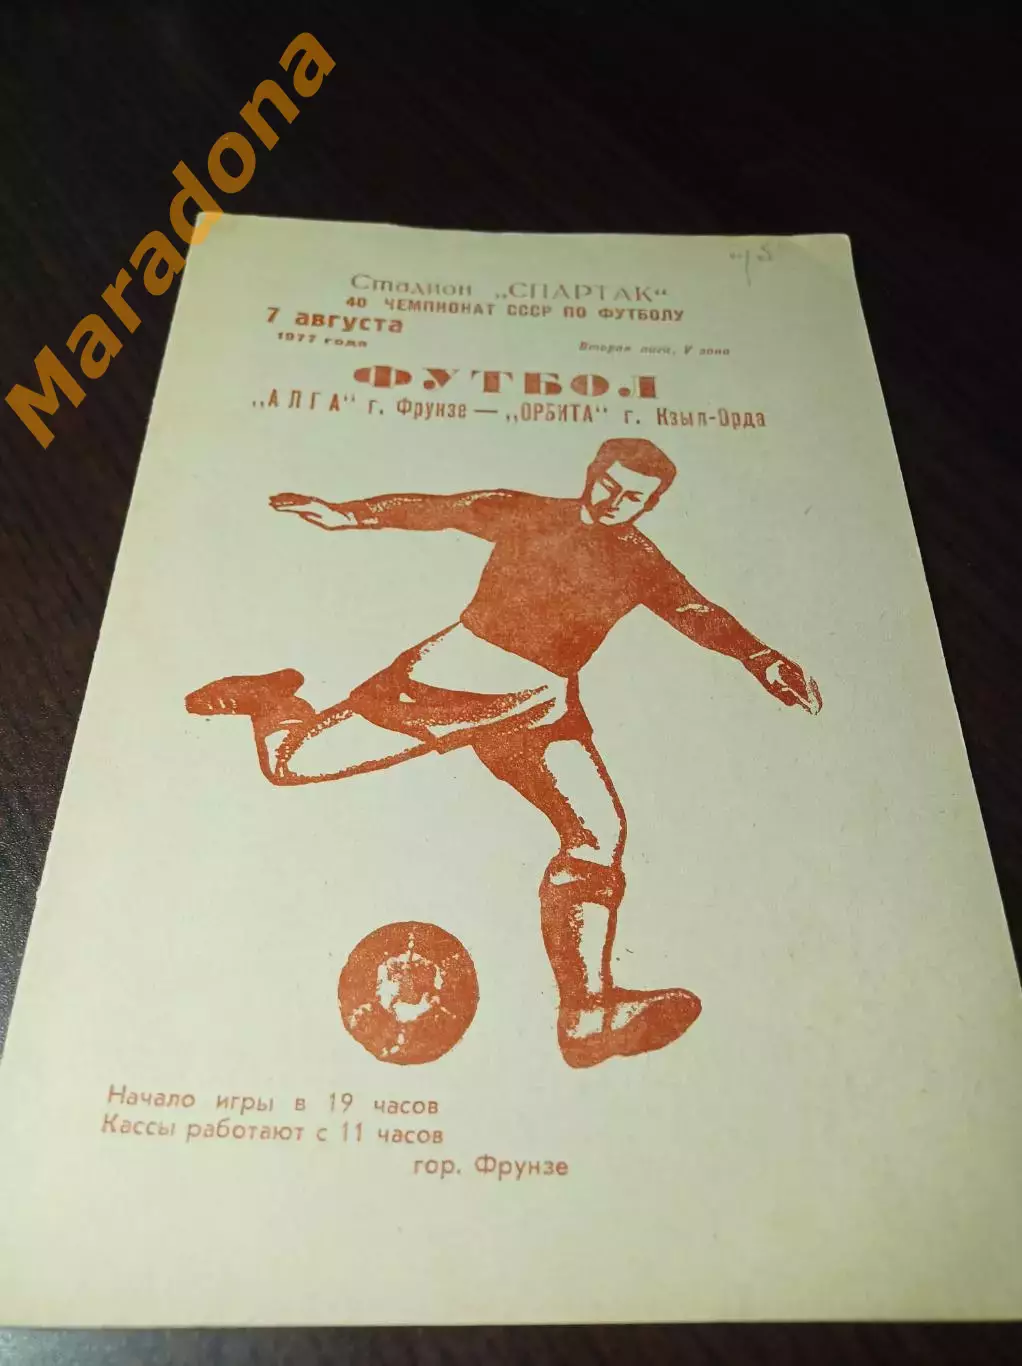 Maradona
Стадион „СПАРТАК“
40 ЧЕМПИОНАТ СССР ПО ФУТБОЛУ
7 августа
1977 года
Вторая лига, V зона
ФУТБОЛ
„АЛГА“ г. Фрунзе — „ОРБИТА“ г. Кзыл-Орда
Начало игры в 19 часов
Кассы работают с 11 часов
гор. Фрунзе